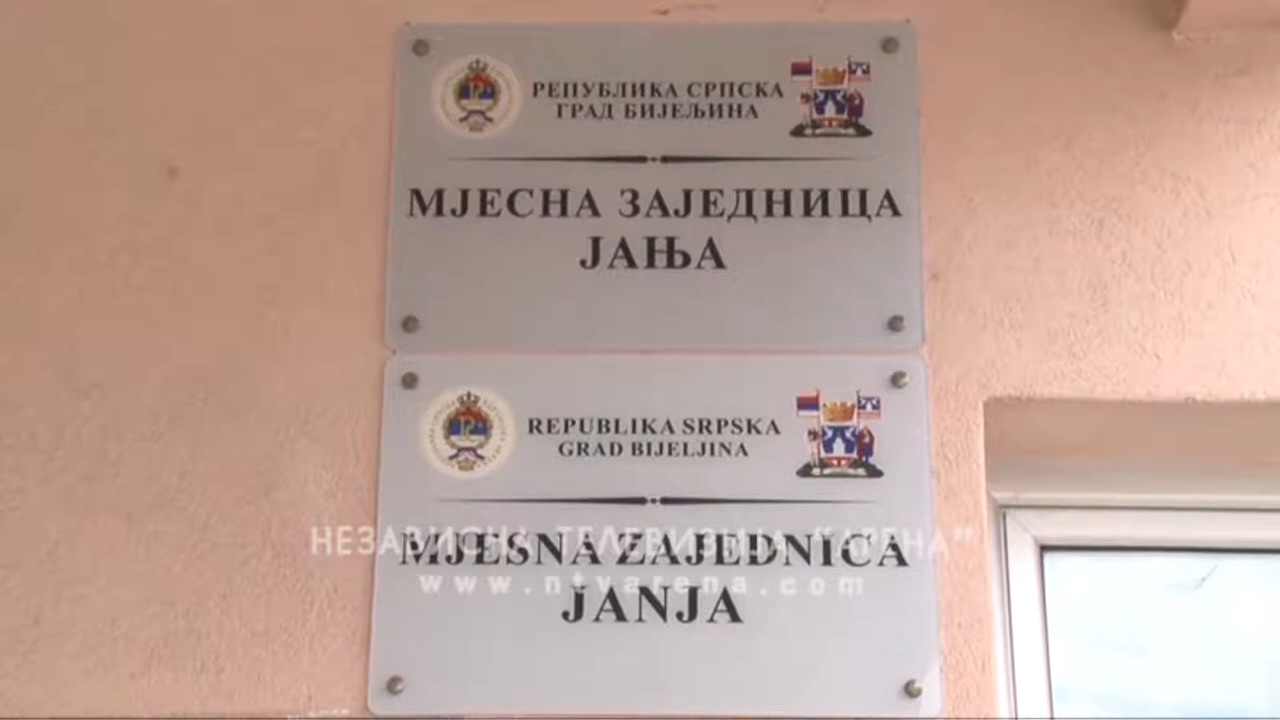 РЕПУБЛИКА СРПСКА
ГРАД БИЈЕЉИНА
МЈЕСНА ЗАЈЕДНИЦА
ЈАЊА
REPUBLIKA SRPSKA
GRAD BIJELJINA
НЕЗАВИСНА ТЕЛЕВИЗИЈА "АРЕНА"
MJESNA ZAJEDNICA
www.ntvarena.com
JANJA